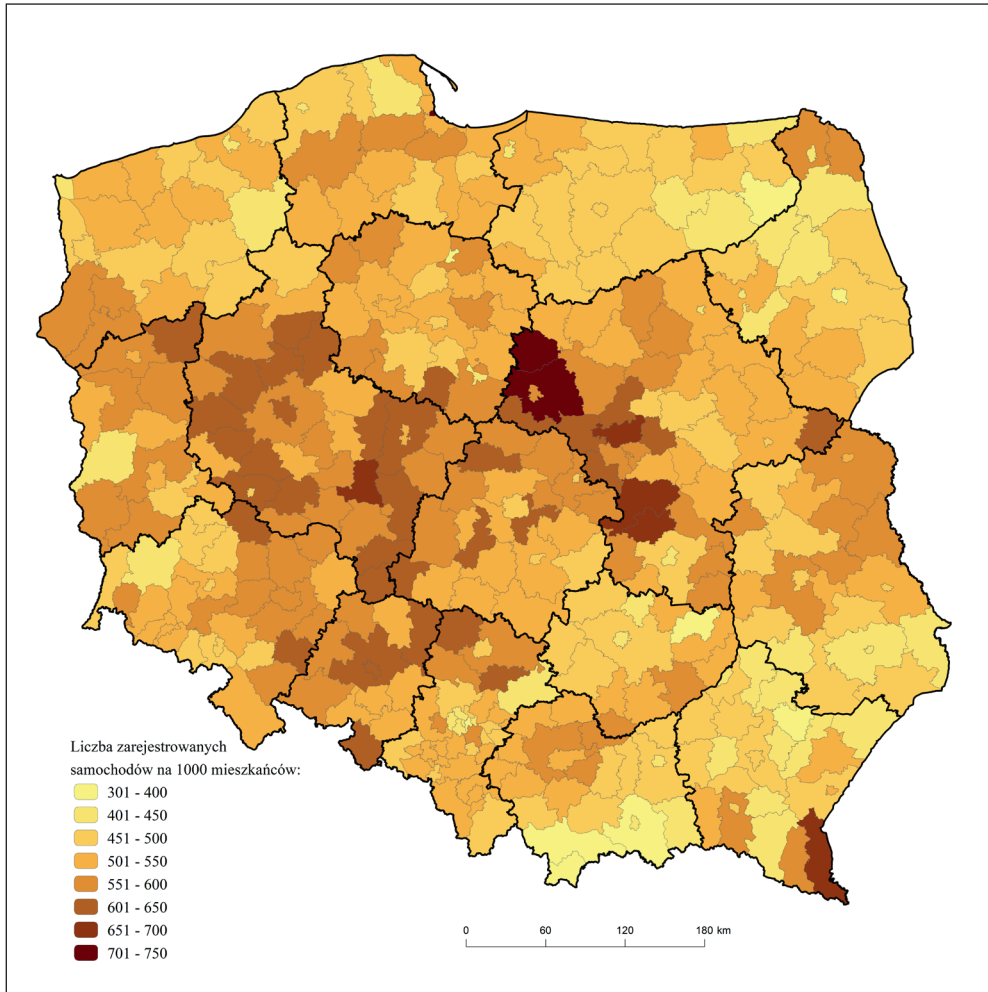 Liczba zarejestrowanych
samochodów na 1000 mieszkańców:
301 - 400
401 - 450
451 - 500
501 - 550
551 - 600
601 - 650
651 - 700
701 - 750
0 60 120 180 km